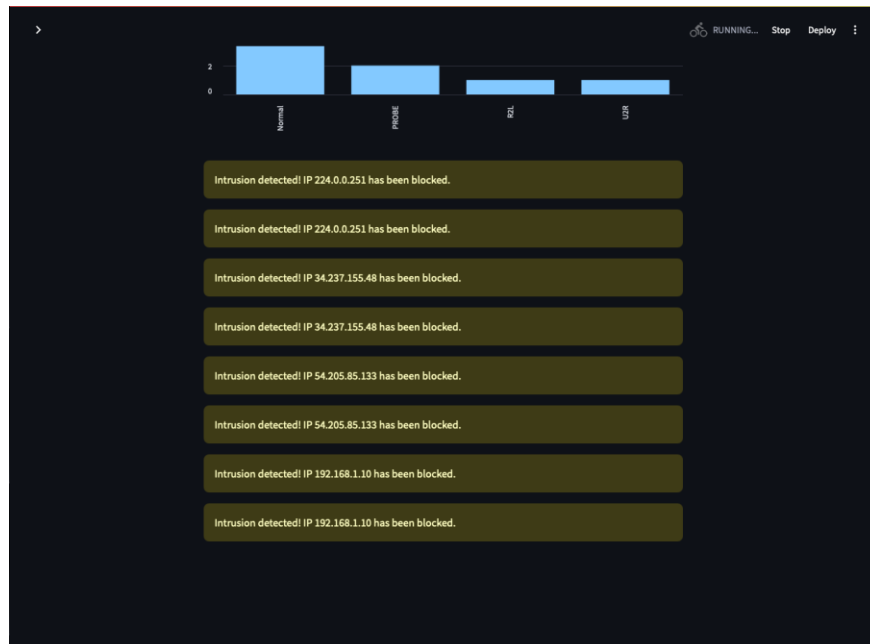 RUNNING... Stop Deploy
2
0
Normal PROBE R2L U2R
Intrusion detected! IP 224.0.0.251 has been blocked.
Intrusion detected! IP 224.0.0.251 has been blocked.
Intrusion detected! IP 34.237.155.48 has been blocked.
Intrusion detected! IP 34.237.155.48 has been blocked.
Intrusion detected! IP 54.205.85.133 has been blocked.
Intrusion detected! IP 54.205.85.133 has been blocked.
Intrusion detected! IP 192.168.1.10 has been blocked.
Intrusion detected! IP 192.168.1.10 has been blocked.